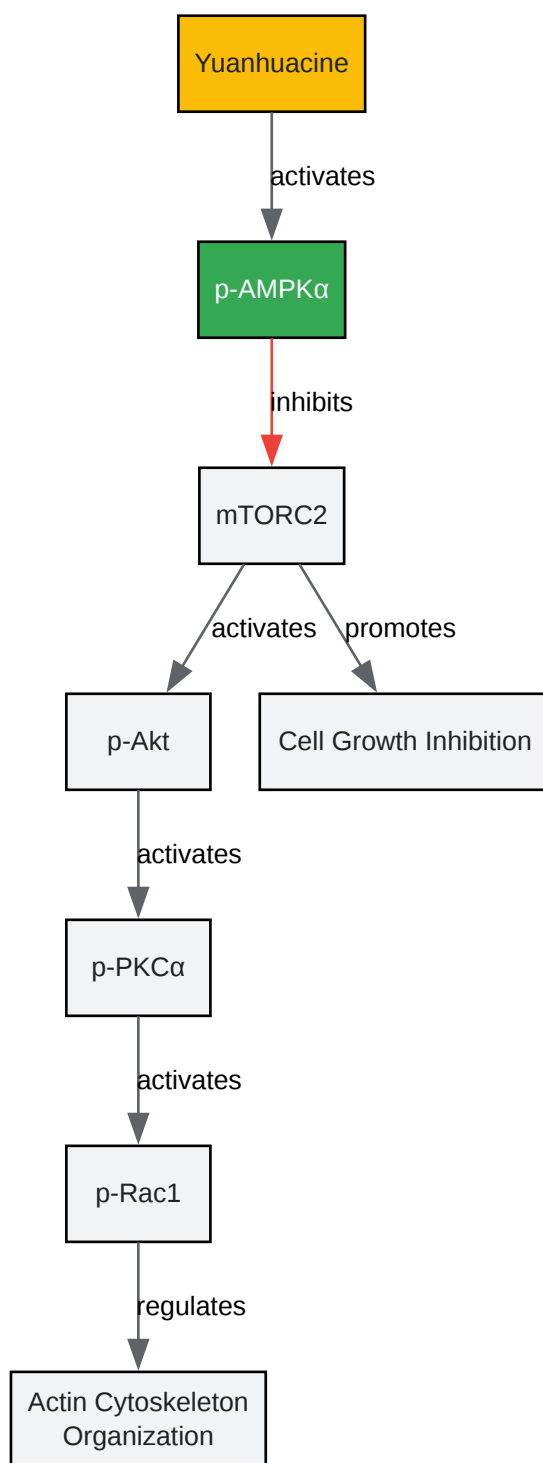 Yuanhuacine
activates
p-AMPKα
inhibits
mTORC2
activates
promotes
p-Akt
Cell Growth Inhibition
activates
p-PKCα
activates
p-Rac1
regulates
Actin Cytoskeleton
Organization